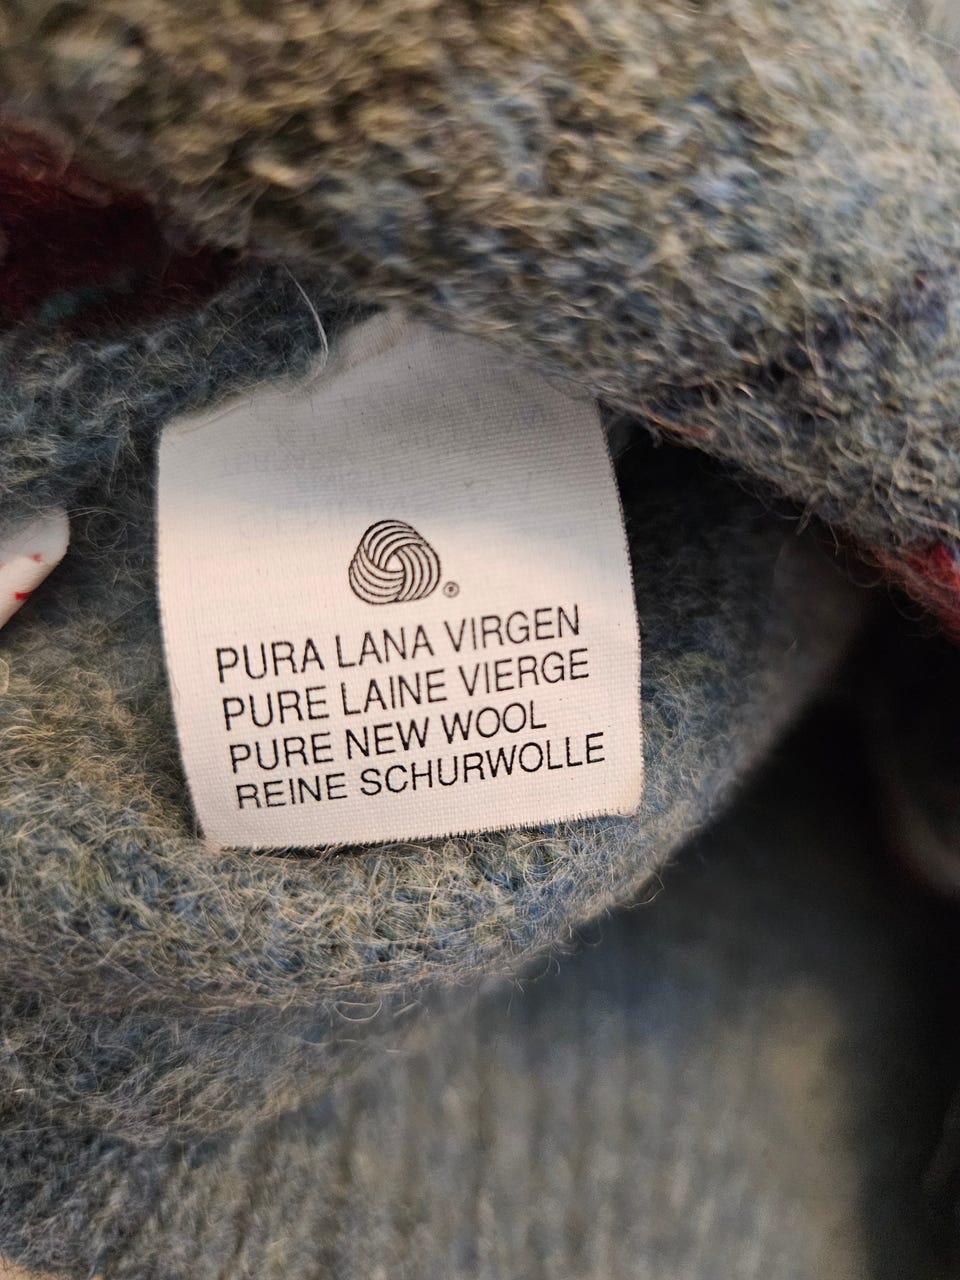 PURA LANA VIRGEN
PURE LAINE VIERGE
PURE NEW WOOL
REINE SCHURWOLLE